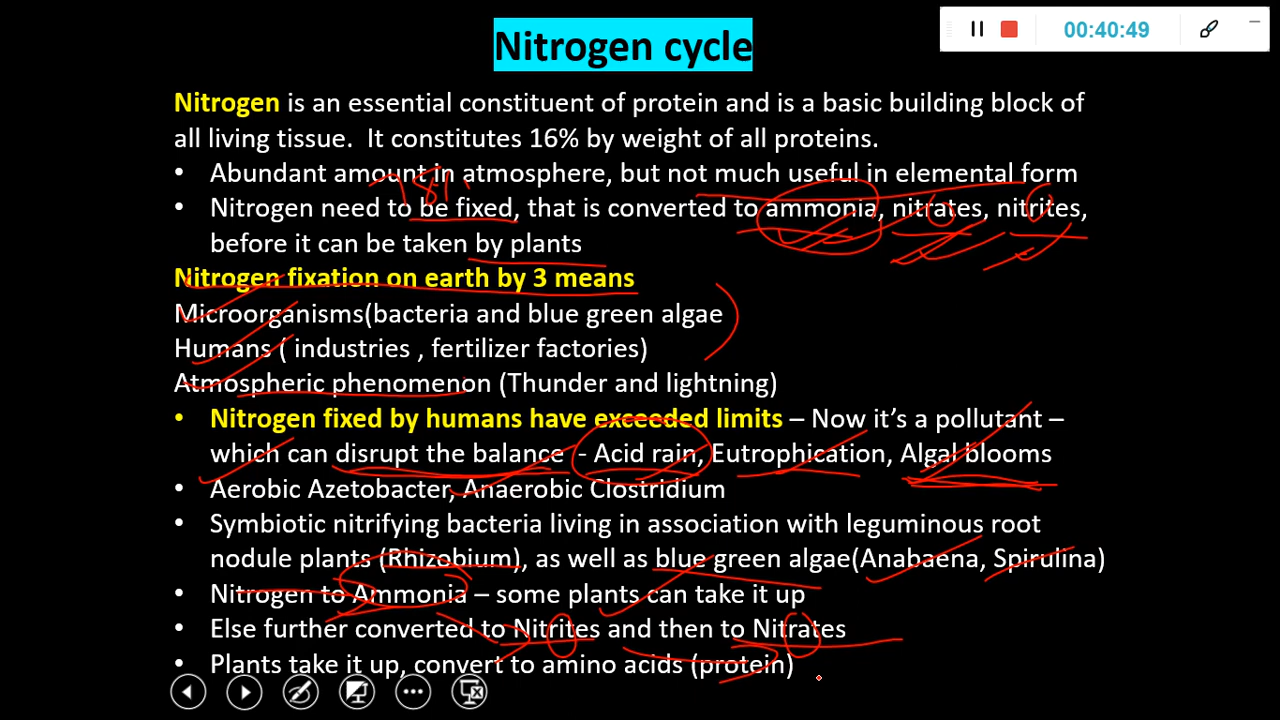 Nitrogen cycle
00:40:49
Nitrogen is an essential constituent of protein and is a basic building block of
all living tissue. It constitutes 16% by weight of all proteins.
• Abundant amount in atmosphere, but not much useful in elemental form
78%
• Nitrogen need to be fixed, that is converted to ammonia, nitrates, nitrites,
before it can be taken by plants
Nitrogen fixation on earth by 3 means
Microorganisms(bacteria and blue green algae
Humans ( industries , fertilizer factories)
Atmospheric phenomenon (Thunder and lightning)
• Nitrogen fixed by humans have exceeded limits – Now it’s a pollutant –
which can disrupt the balance - Acid rain, Eutrophication, Algal blooms
• Aerobic Azetobacter, Anaerobic Clostridium
• Symbiotic nitrifying bacteria living in association with leguminous root
nodule plants (Rhizobium), as well as blue green algae(Anabaena, Spirulina)
• Nitrogen to Ammonia – some plants can take it up
• Else further converted to Nitrites and then to Nitrates
• Plants take it up, convert to amino acids (protein)